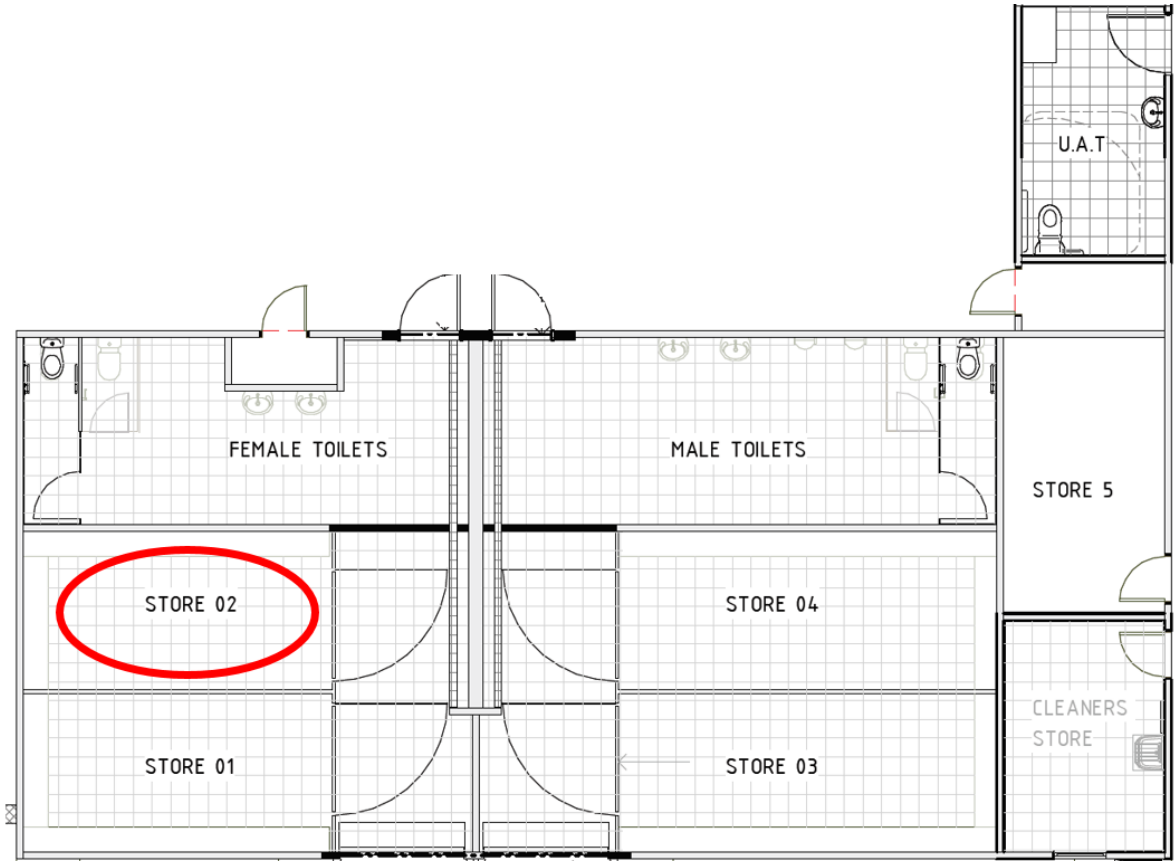 U.A.T
FEMALE TOILETS
MALE TOILETS
STORE 5
STORE 02
STORE 04
CLEANERS
STORE
STORE 01
STORE 03